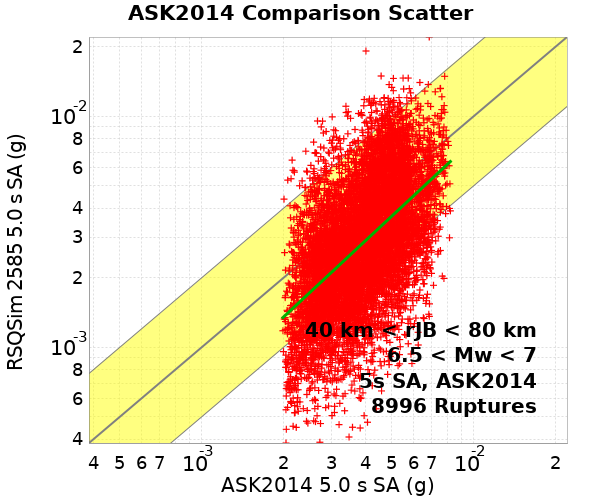 ASK2014 Comparison Scatter
RSQSim 2585 5.0 s SA (g)
2
10-2
8
6
4
3
2
10-3
8
6
4
40 km < rJB < 80 km
6.5 < Mw < 7
5s SA, ASK2014
8996 Ruptures
4 5 6 7 10-3 2 3 4 5 6 7 10-2 2
ASK2014 5.0 s SA (g)